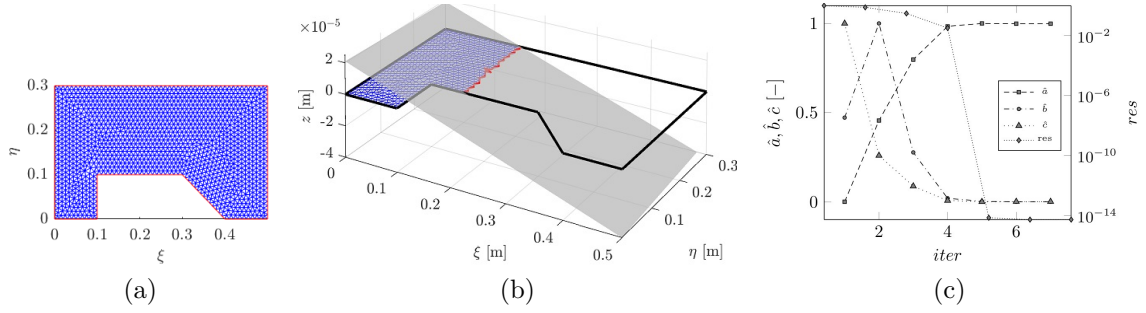 0.3
0.2
0.1
0
η
0 0.1 0.2 0.3 0.4
ξ
(a)
×10⁻⁵
2
0
-2
-4
z [m]
0
0.1
0.2
0.3
0.4
0.5
ξ [m]
0.3
0.2
0.1
0
η [m]
(b)
1
0.5
0
â, b̂, ĉ [−]
2 4 6
iter
â
b̂
ĉ
res
10⁻²
10⁻⁶
10⁻¹⁰
10⁻¹⁴
res
(c)